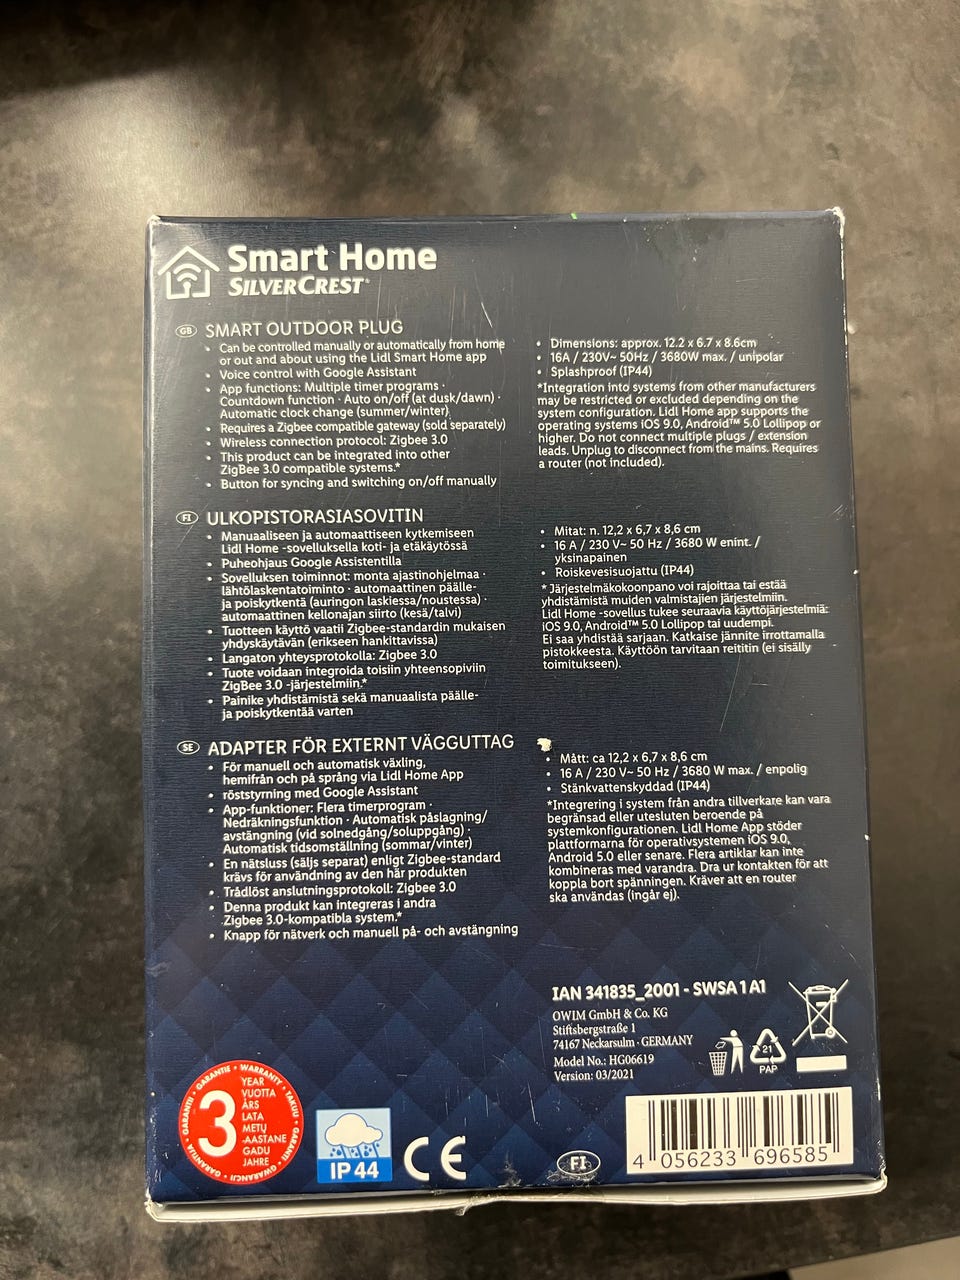 Smart Home
SILVERCREST®
GB SMART OUTDOOR PLUG
• Can be controlled manually or automatically from home
or out and about using the Lidl Smart Home app
• Voice control with Google Assistant
• App functions: Multiple timer programs ·
Countdown function · Auto on/off (at dusk/dawn) ·
Automatic clock change (summer/winter)
• Requires a Zigbee compatible gateway (sold separately)
• Wireless connection protocol: Zigbee 3.0
• This product can be integrated into other
ZigBee 3.0 compatible systems.*
• Button for syncing and switching on/off manually
• Dimensions: approx. 12.2 x 6.7 x 8.6cm
• 16A / 230V~ 50Hz / 3680W max. / unipolar
• Splashproof (IP44)
*Integration into systems from other manufacturers
may be restricted or excluded depending on the
system configuration. Lidl Home app supports the
operating systems iOS 9.0, Android™ 5.0 Lollipop or
higher. Do not connect multiple plugs / extension
leads. Unplug to disconnect from the mains. Requires
a router (not included).
FI ULKOPISTORASIASOVITIN
• Manuaaliseen ja automaattiseen kytkemiseen
Lidl Home -sovelluksella koti- ja etäkäytössä
• Puheohjaus Google Assistentilla
• Sovelluksen toiminnot: monta ajastinohjelmaa ·
lähtölaskentatoiminto · automaattinen päälle-
ja poiskytkentä (auringon laskiessa/noustessa) ·
automaattinen kellonajan siirto (kesä/talvi)
• Tuotteen käyttö vaatii Zigbee-standardin mukaisen
yhdyskäytävän (erikseen hankittavissa)
• Langaton yhteysprotokolla: Zigbee 3.0
• Tuote voidaan integroida toisiin yhteensopiviin
ZigBee 3.0 -järjestelmiin.*
• Painike yhdistämistä sekä manuaalista päälle-
ja poiskytkentää varten
• Mitat: n. 12,2 x 6,7 x 8,6 cm
• 16 A / 230 V~ 50 Hz / 3680 W enint. /
yksinapainen
• Roiskevesisuojattu (IP44)
* Järjestelmäkokoonpano voi rajoittaa tai estää
yhdistämistä muiden valmistajien järjestelmiin.
Lidl Home -sovellus tukee seuraavia käyttöjärjestelmiä:
iOS 9.0, Android 5.0 Lollipop tai uudempi.
Ei saa yhdistää sarjaan. Katkaise jännite irrottamalla
pistokkeesta. Käyttöön tarvitaan reititin (ei sisälly
toimitukseen).
SE ADAPTER FÖR EXTERNT VÄGGUTTAG
• För manuell och automatisk växling,
hemifrån och på språng via Lidl Home App
• röststyrning med Google Assistant
• App-funktioner: Flera timerprogram ·
Nedräkningsfunktion · Automatisk påslagning/
avstängning (vid solnedgång/soluppgång) ·
Automatisk tidsomställning (sommar/vinter)
• En nätsluss (säljs separat) enligt Zigbee-standard
krävs för användning av den här produkten
• Trådlöst anslutningsprotokoll: Zigbee 3.0
• Denna produkt kan integreras i andra
Zigbee 3.0-kompatibla system.*
• Knapp för nätverk och manuell på- och avstängning
• Mått: ca 12,2 x 6,7 x 8,6 cm
• 16 A / 230 V~ 50 Hz / 3680 W max. / enpolig
• Stänkvattenskyddad (IP44)
*Integrering i system från andra tillverkare kan vara
begränsad eller utesluten beroende på
systemkonfigurationen. Lidl Home App stöder
plattformarna för operativsystemen iOS 9.0,
Android 5.0 eller senare. Flera artiklar kan inte
kombineras med varandra. Dra ur kontakten för att
koppla bort spänningen. Kräver att en router
ska användas (ingår ej).
IAN 341835_2001 - SWSA 1 A1
OWIM GmbH & Co. KG
Stiftsbergstraße 1
74167 Neckarsulm · GERMANY
Model No.: HG06619
Version: 03/2021
21
PAP
GARANTIE • WARRANTY • TAKUU • GARANTI • GWARANCJI • GARANTIJA • GARANTII
3
YEAR
VUOTTA
ÅRS
LATA
METŲ
-AASTANE
GADU
JAHRE
IP 44
CE
FI
4 056233 696585